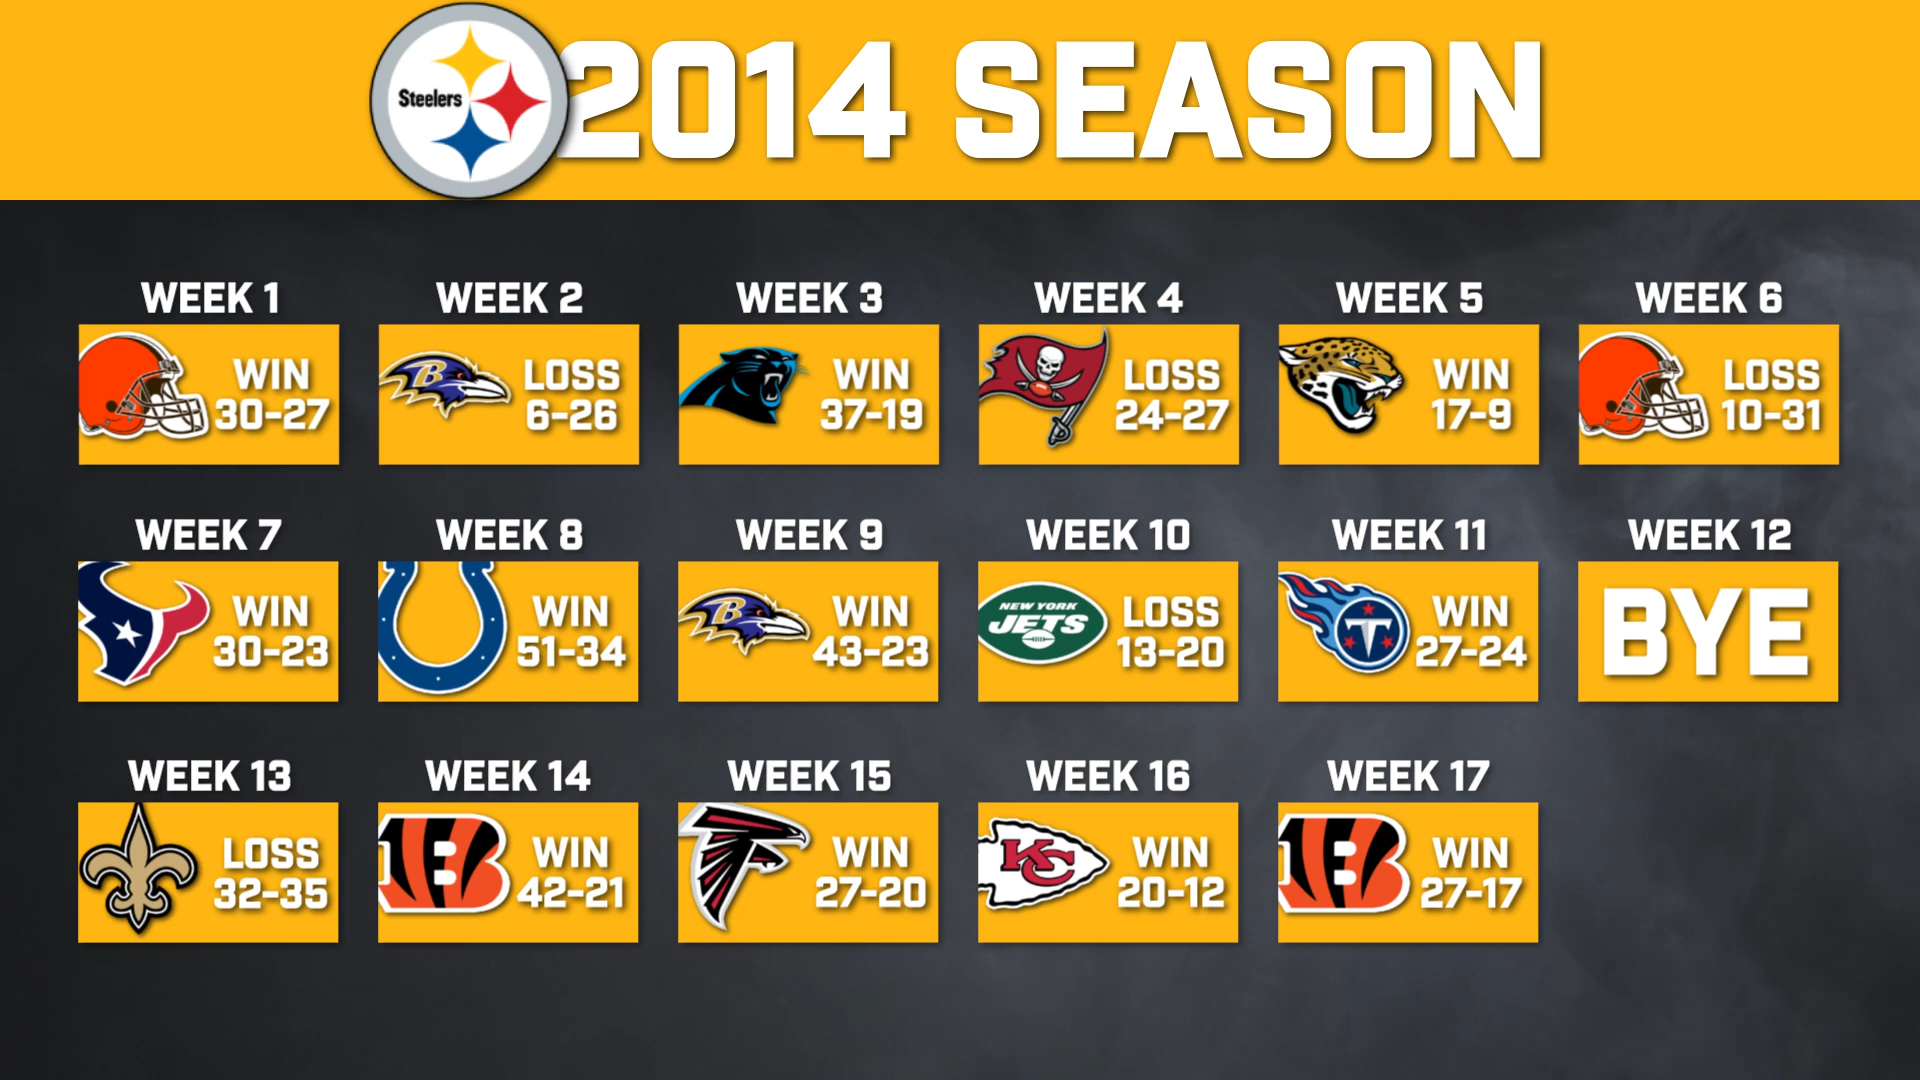 Steelers
2014 SEASON
WEEK 1
WIN
30-27
WEEK 2
B
LOSS
6-26
WEEK 3
WIN
37-19
WEEK 4
LOSS
24-27
WEEK 5
WIN
17-9
WEEK 6
LOSS
10-31
WEEK 7
WIN
30-23
WEEK 8
WIN
51-34
WEEK 9
B
WIN
43-23
WEEK 10
NEW YORK
JETS
LOSS
13-20
WEEK 11
T
WIN
27-24
WEEK 12
BYE
WEEK 13
LOSS
32-35
WEEK 14
B
WIN
42-21
WEEK 15
WIN
27-20
WEEK 16
KC
WIN
20-12
WEEK 17
B
WIN
27-17